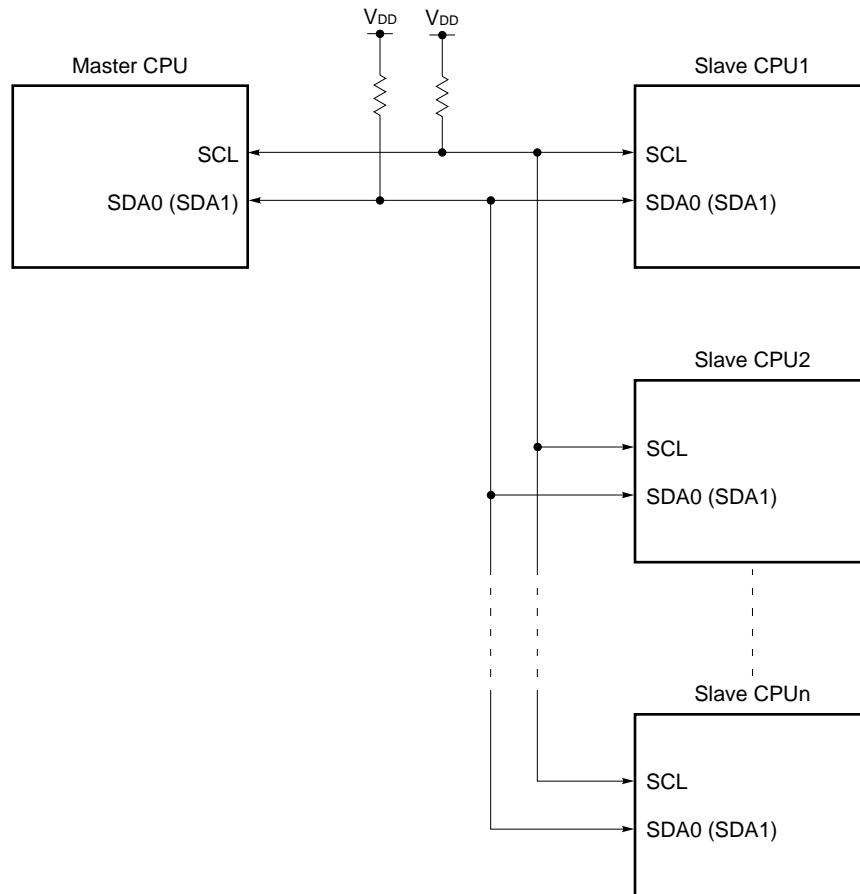 VDD VDD
Master CPU
Slave CPU1
SCL
SDA0 (SDA1)
SCL
SDA0 (SDA1)
Slave CPU2
SCL
SDA0 (SDA1)
Slave CPUn
SCL
SDA0 (SDA1)